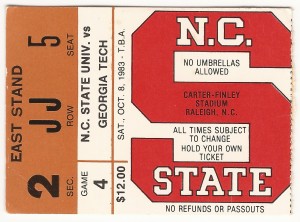 EAST STAND
2 JJ 5
SEC. ROW SEAT
N.C. STATE UNIV. vs
GEORGIA TECH
SAT., OCT. 8, 1983 - T.B.A.
GAME 4
$12.00
N.C.
NO UMBRELLAS
ALLOWED
CARTER-FINLEY
STADIUM
RALEIGH, N.C.
ALL TIMES SUBJECT
TO CHANGE
HOLD YOUR OWN
TICKET
STATE
NO REFUNDS OR PASSOUTS